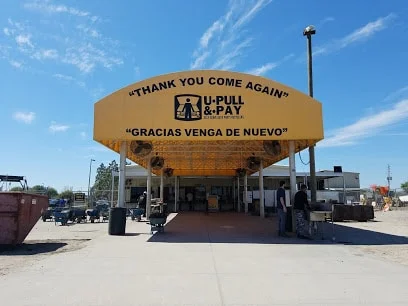 "THANK YOU COME AGAIN"
U-PULL
&-PAY
"GRACIAS VENGA DE NUEVO"